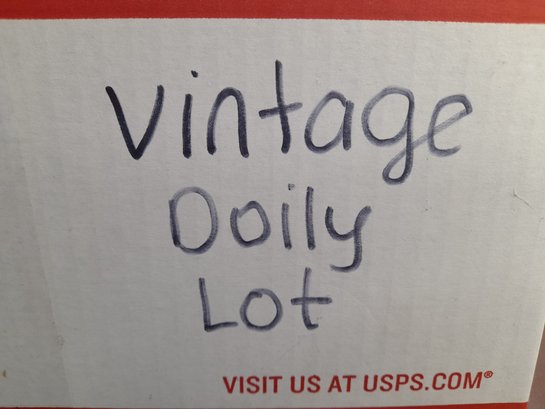 Vintage
Doily
Lot
VISIT US AT USPS.COM®